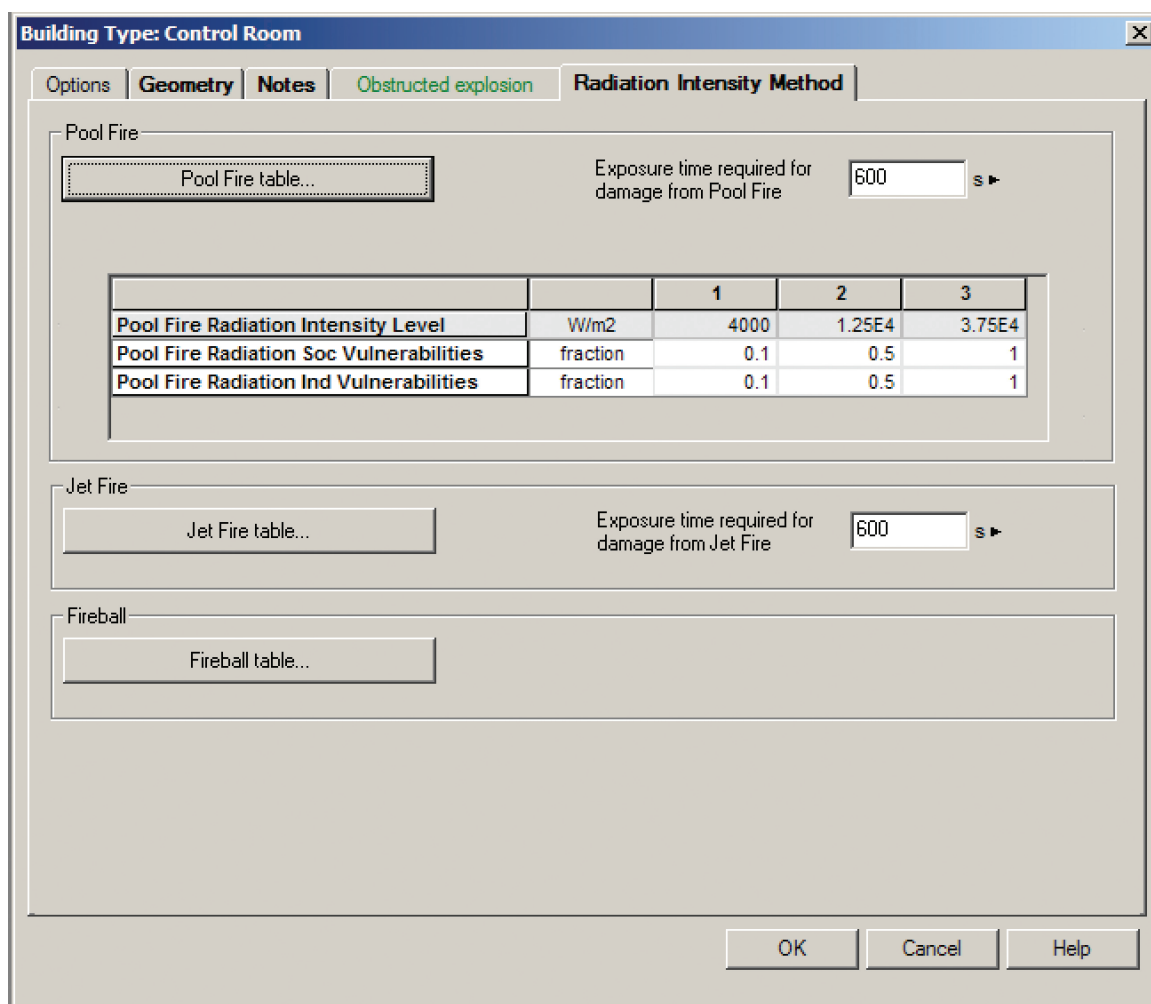 Building Type: Control Room
Options Geometry Notes Obstructed explosion Radiation Intensity Method
Pool Fire
Pool Fire table...
Exposure time required for
damage from Pool Fire
600 s
1 2 3
Pool Fire Radiation Intensity Level W/m2 4000 1.25E4 3.75E4
Pool Fire Radiation Soc Vulnerabilities fraction 0.1 0.5 1
Pool Fire Radiation Ind Vulnerabilities fraction 0.1 0.5 1
Jet Fire
Jet Fire table...
Exposure time required for
damage from Jet Fire
600 s
Fireball
Fireball table...
OK Cancel Help